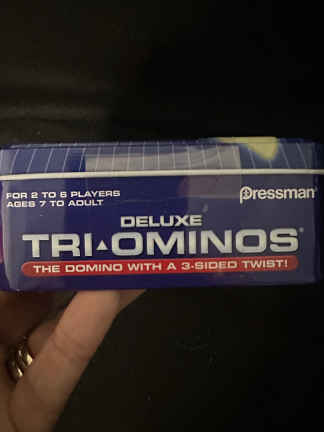 FOR 2 TO 6 PLAYERS
AGES 7 TO ADULT
Pressman®
DELUXE
TRI▲OMINOS®
THE DOMINO WITH A 3-SIDED TWIST!